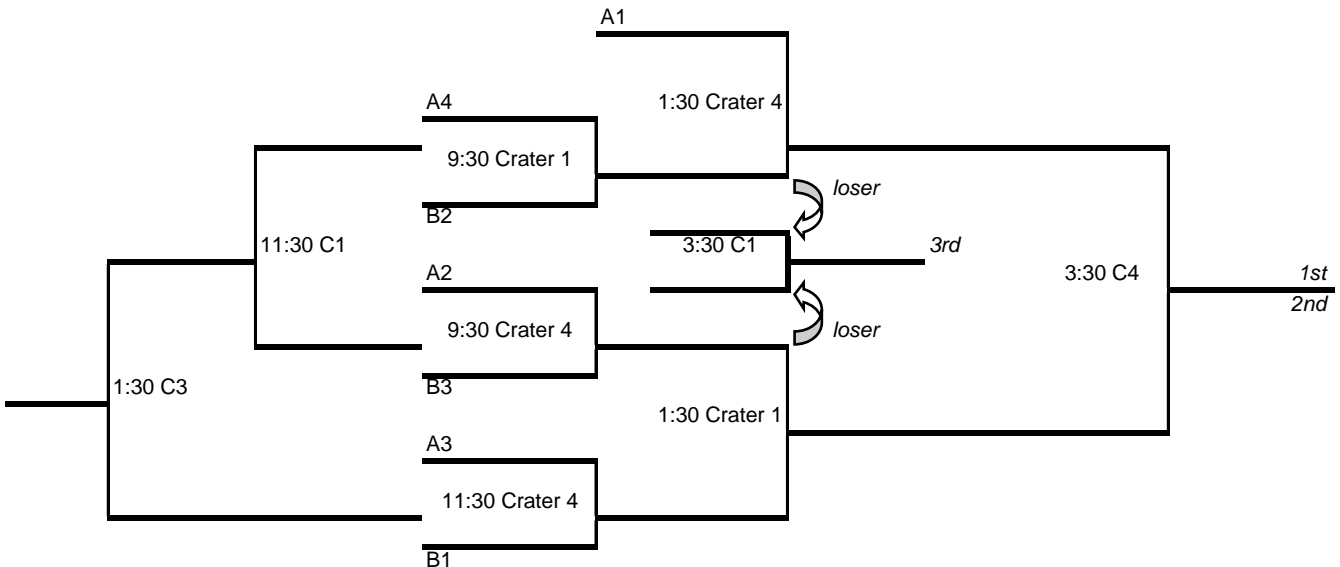 A1
1:30 Crater 4
A4
9:30 Crater 1
loser
B2
11:30 C1
3:30 C1
3rd
A2
3:30 C4
1st
2nd
9:30 Crater 4
loser
B3
1:30 C3
1:30 Crater 1
A3
11:30 Crater 4
B1